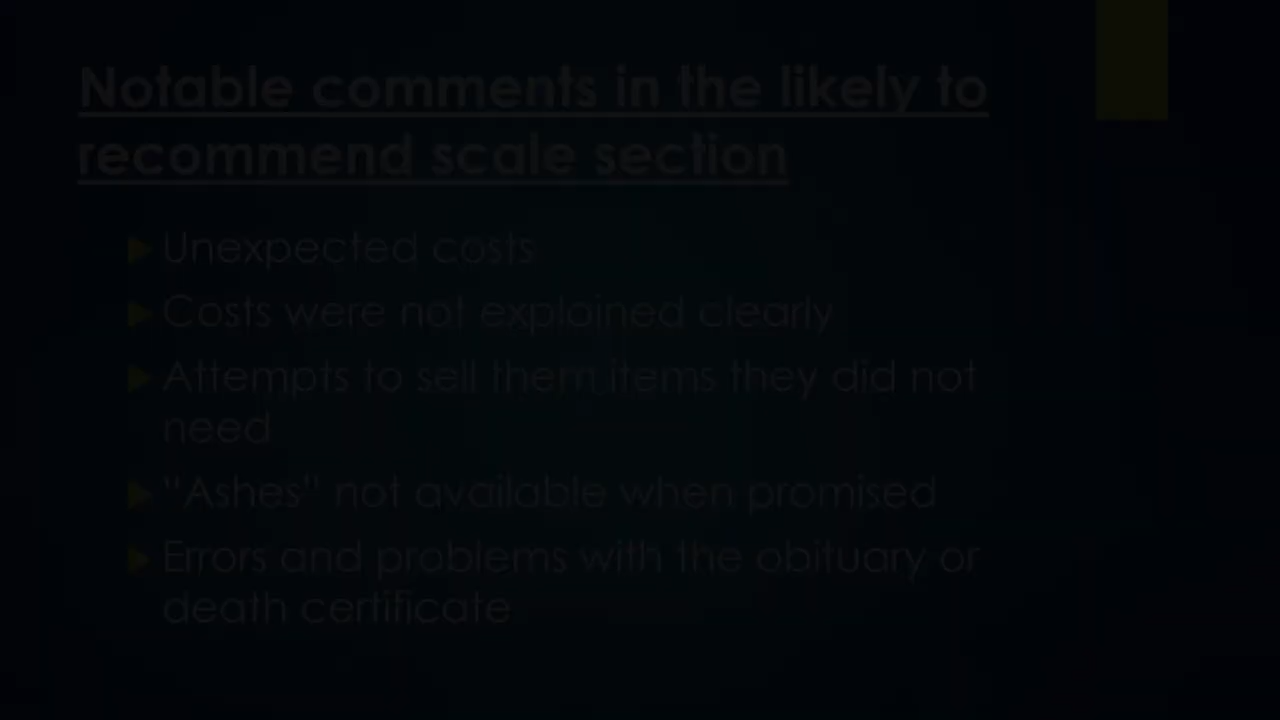 Notable comments in the likely to
recommend scale section
Unexpected costs
Costs were not explained clearly
Attempts to sell them items they did not
need
"Ashes" not available when promised
Errors and problems with the obituary or
death certificate